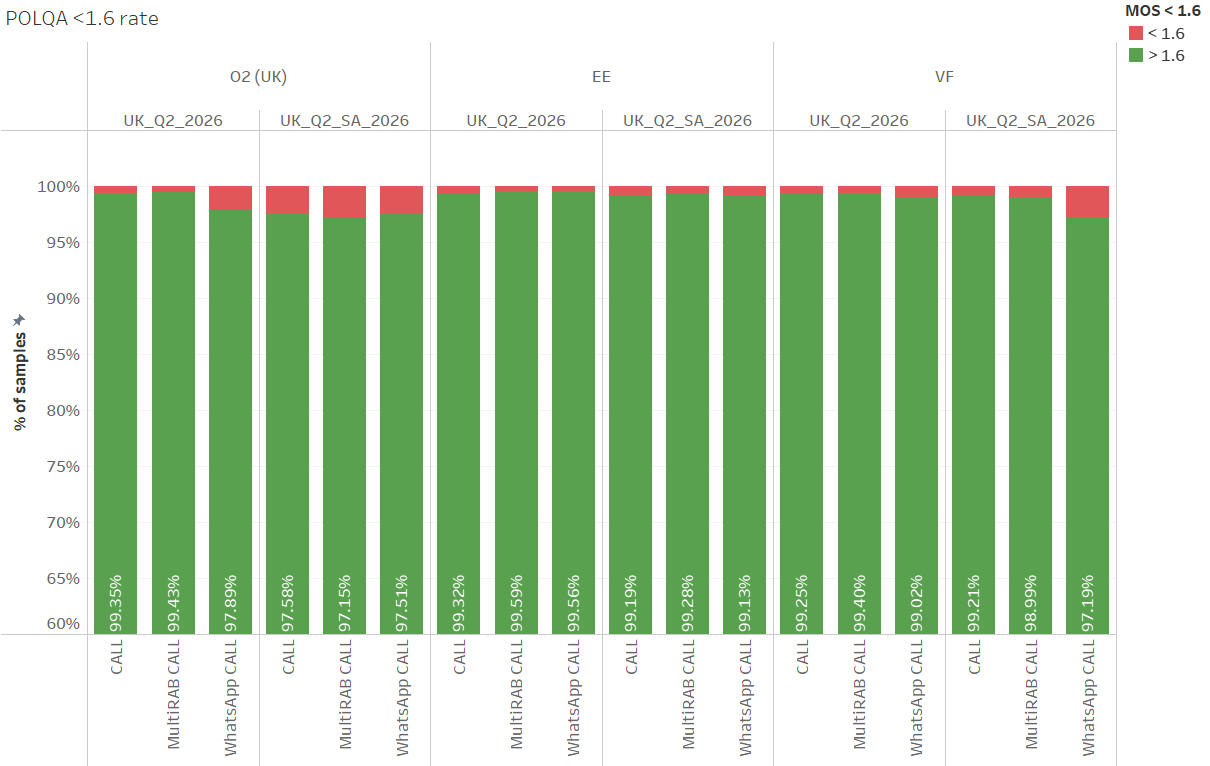 POLQA <1.6 rate
MOS < 1.6
< 1.6
> 1.6
O2 (UK)
EE
VF
UK_Q2_2026
UK_Q2_SA_2026
UK_Q2_2026
UK_Q2_SA_2026
UK_Q2_2026
UK_Q2_SA_2026
% of samples
100%
95%
90%
85%
80%
75%
70%
65%
60%
99.35%
99.43%
97.89%
97.58%
97.15%
97.51%
99.32%
99.59%
99.56%
99.19%
99.28%
99.13%
99.25%
99.40%
99.02%
99.21%
98.99%
97.19%
CALL
MultiRAB CALL
WhatsApp CALL
CALL
MultiRAB CALL
WhatsApp CALL
CALL
MultiRAB CALL
WhatsApp CALL
CALL
MultiRAB CALL
WhatsApp CALL
CALL
MultiRAB CALL
WhatsApp CALL
CALL
MultiRAB CALL
WhatsApp CALL